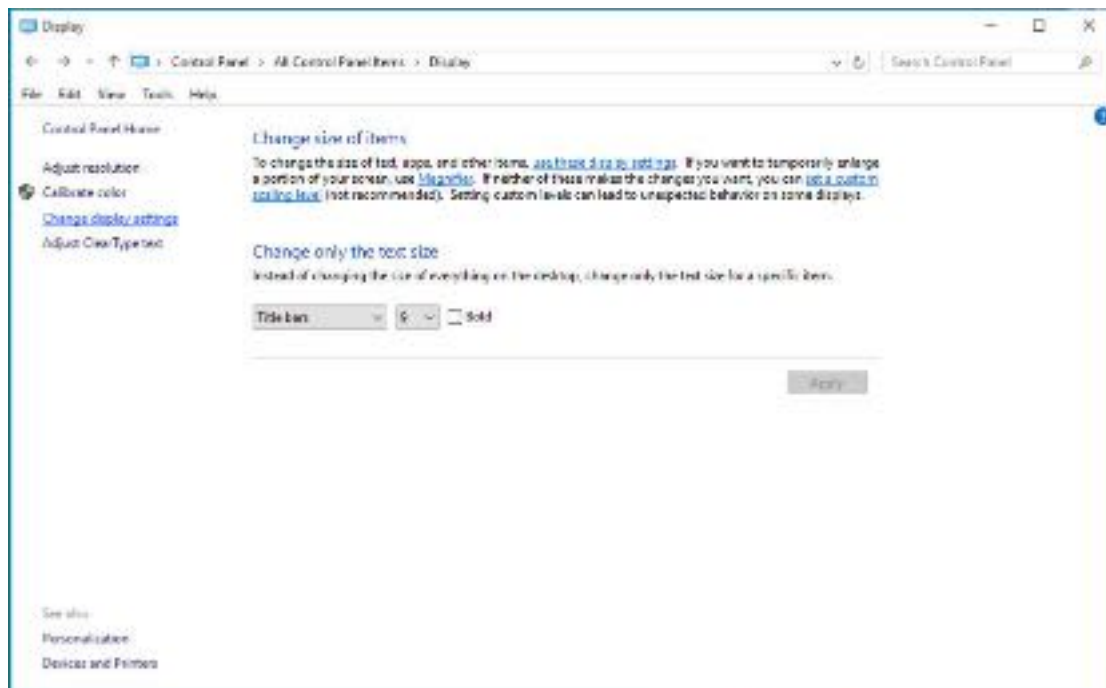 Display
Control Panel > All Control Panel Items > Display
Search Control Panel
File Edit View Tools Help
Control Panel Home
Adjust resolution
Calibrate color
Change display settings
Adjust ClearType text
Change size of items
To change the size of text, apps, and other items, use these display settings. If you want to temporarily enlarge
a portion of your screen, use Magnifier. If neither of these makes the changes you want, you can set a custom
scaling level (not recommended). Setting custom levels can lead to unexpected behavior on some displays.
Change only the text size
Instead of changing the size of everything on the desktop, change only the text size for a specific item.
Title bars 9 Bold
Apply
See also
Personalization
Devices and Printers